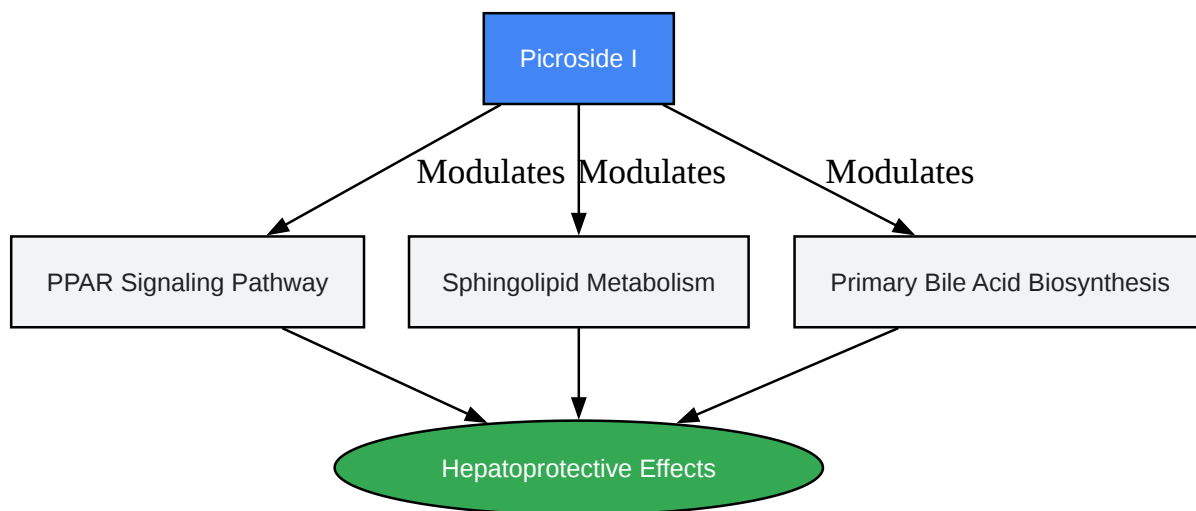 Picroside I
Modulates
Modulates
Modulates
PPAR Signaling Pathway
Sphingolipid Metabolism
Primary Bile Acid Biosynthesis
Hepatoprotective Effects